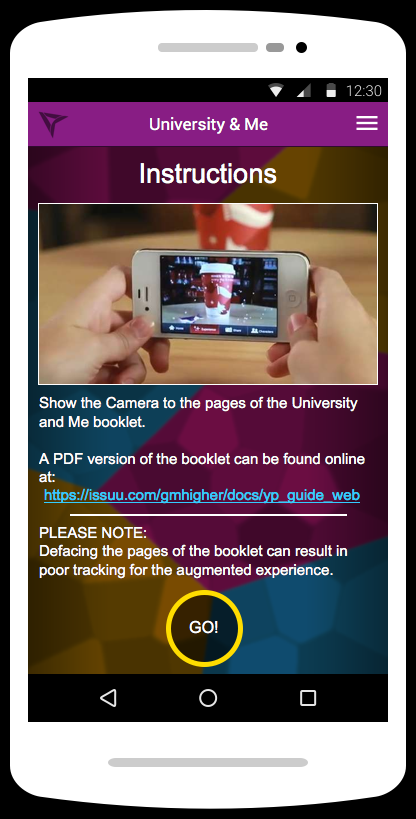 12:30
University & Me
Instructions
Show the Camera to the pages of the University
and Me booklet.
A PDF version of the booklet can be found online
at:
https://issuu.com/gmhigher/docs/yp_guide_web
PLEASE NOTE:
Defacing the pages of the booklet can result in
poor tracking for the augmented experience.
GO!